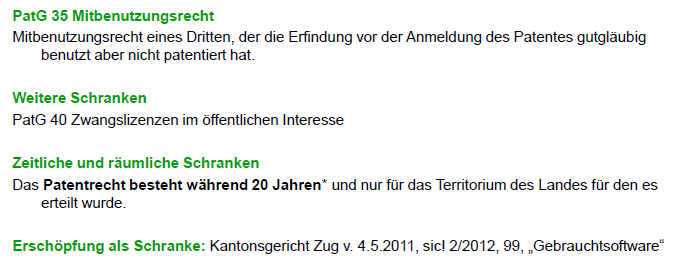 PatG 35 Mitbenutzungsrecht
Mitbenutzungsrecht eines Dritten, der die Erfindung vor der Anmeldung des Patentes gutgläubig
benutzt aber nicht patentiert hat.
Weitere Schranken
PatG 40 Zwangslizenzen im öffentlichen Interesse
Zeitliche und räumliche Schranken
Das Patentrecht besteht während 20 Jahren* und nur für das Territorium des Landes für den es
erteilt wurde.
Erschöpfung als Schranke: Kantonsgericht Zug v. 4.5.2011, sic! 2/2012, 99, „Gebrauchtsoftware“